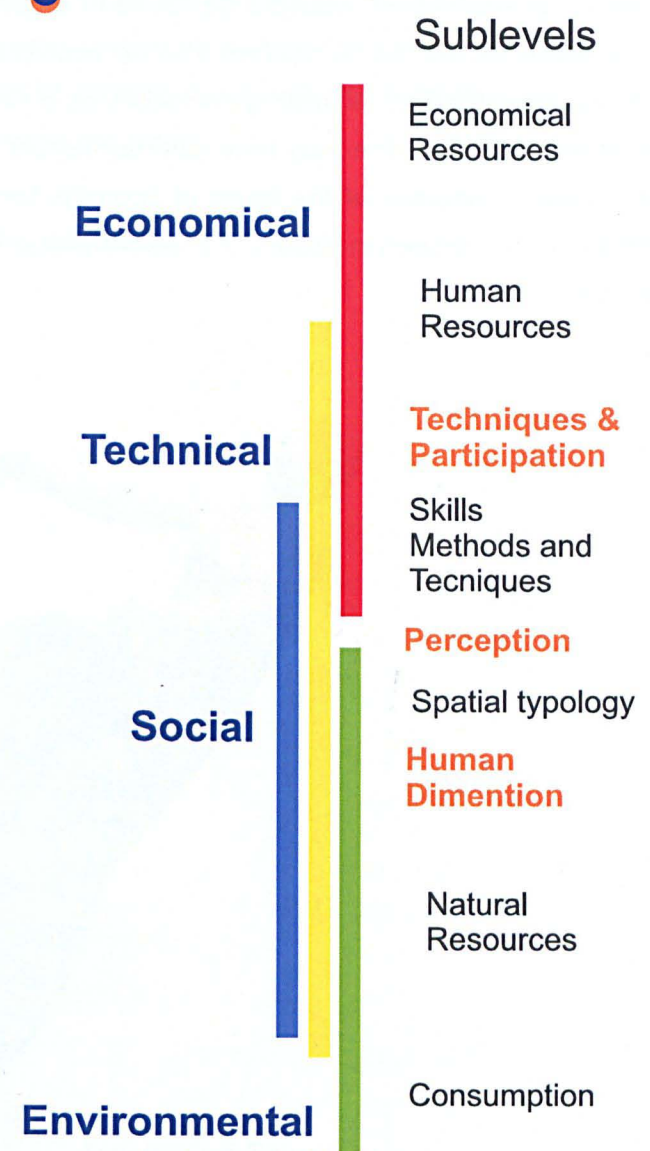 Sublevels
Economical
Resources
Economical
Human
Resources
Techniques &
Participation
Technical
Skills
Methods and
Tecniques
Perception
Spatial typology
Social
Human
Dimention
Natural
Resources
Consumption
Environmental